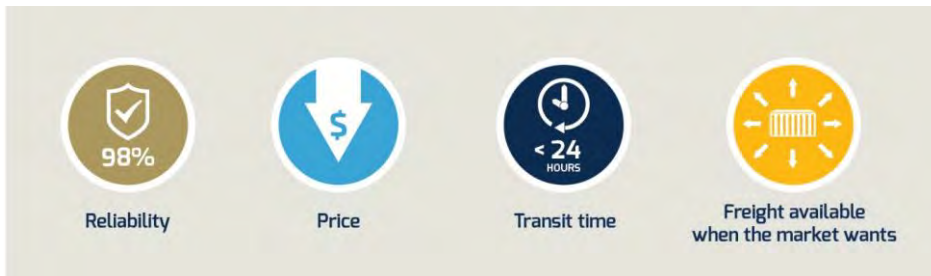 98%
$
< 24
HOURS
Reliability
Price
Transit time
Freight available
when the market wants